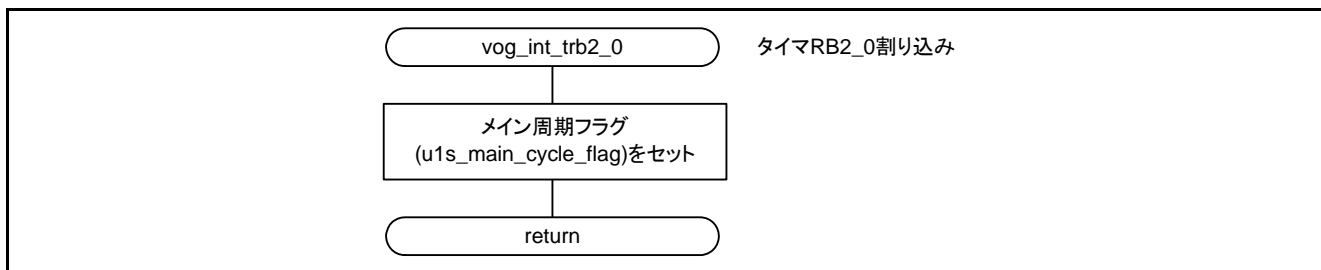 vog_int_trb2_0
タイマRB2_0割り込み
メイン周期フラグ
(u1s_main_cycle_flag)をセット
return